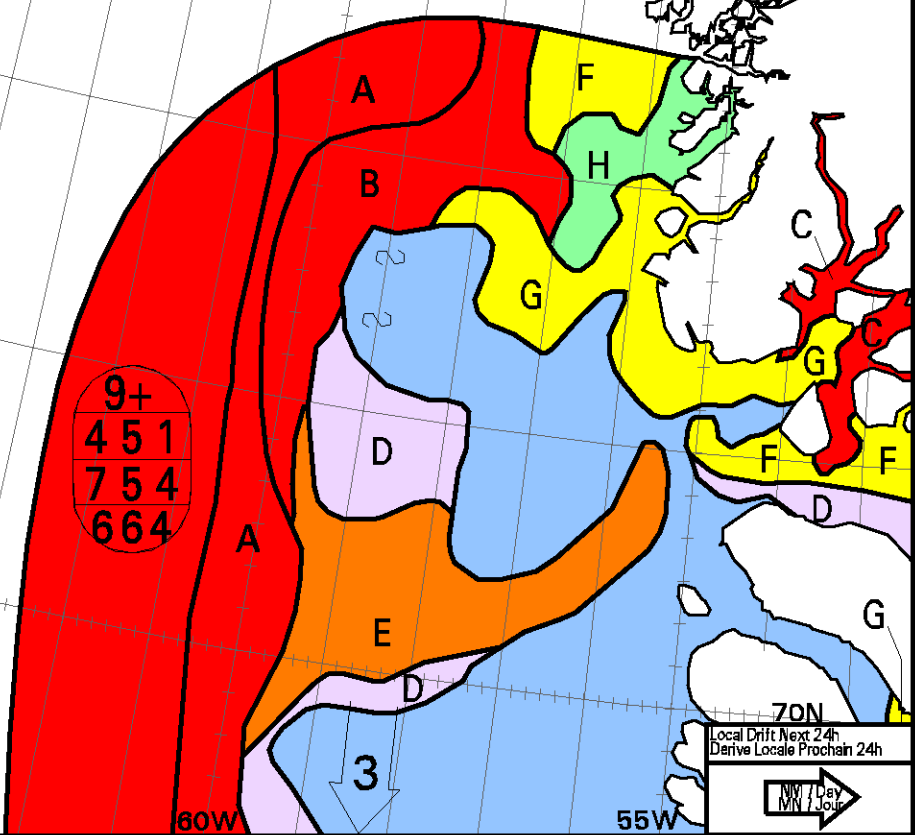 A
F
H
B
C
G
C
G
9+
4 5 1
7 5 4
6 6 4
D
F
F
D
A
G
E
D
70N
Local Drift Next 24h
Derive Locale Prochain 24h
3
NM / Day
MN / Jour
60W
55W